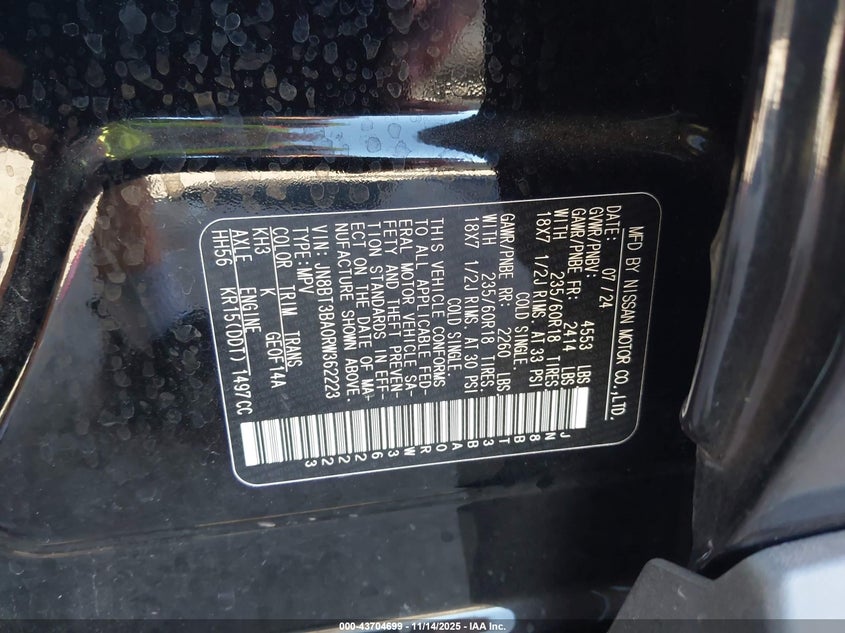 MFD BY NISSAN MOTOR CO.,LTD.
DATE: 07/24
GVWR/PNBV: 4553 LBS
GAWR/PNBE FR: 2414 LBS
WITH 235/60R18 TIRES
18X7 1/2J RIMS AT 33 PSI
COLD SINGLE.
GAWR/PNBE RR: 2260 LBS
WITH 235/60R18 TIRES:
18X7 1/2J RIMS AT 30 PSI
COLD SINGLE.
THIS VEHICLE CONFORMS
TO ALL APPLICABLE FED-
ERAL MOTOR VEHICLE SA-
FETY AND THEFT PREVEN-
TION STANDARDS IN EFF-
ECT ON THE DATE OF MA-
NUFACTURE SHOWN ABOVE.
VIN: JN8BT3BA0RW362223
TYPE:MPV
COLOR TRIM TRANS
KH3 K GE0F14A
AXLE ENGINE
HH56 KR15(DDT) 1497CC
JN8BT3BA0RW362223
000-43704699 - 11/14/2025 - IAA Inc.